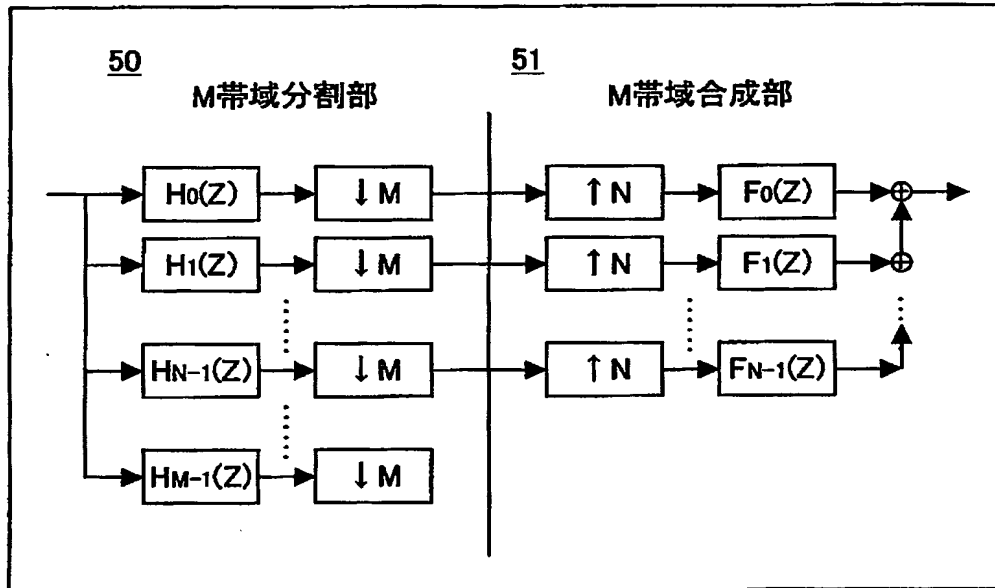 50
M帯域分割部
51
M帯域合成部
H0(Z)
↓M
↑N
F0(Z)
H1(Z)
↓M
↑N
F1(Z)
HN-1(Z)
↓M
↑N
FN-1(Z)
HM-1(Z)
↓M